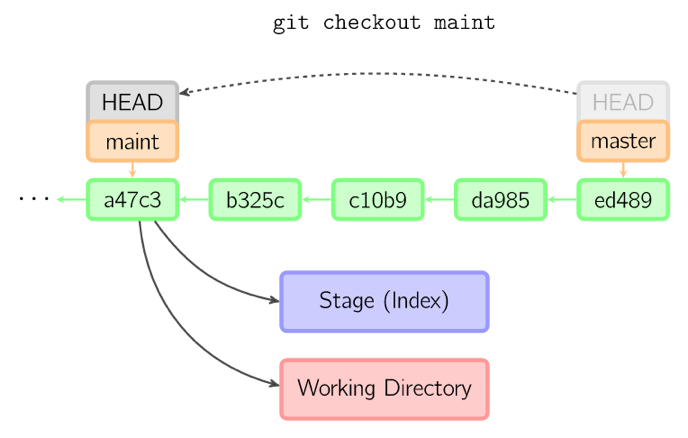 git checkout maint
HEAD
HEAD
maint
master
... a47c3 b325c c10b9 da985 ed489
Stage (Index)
Working Directory